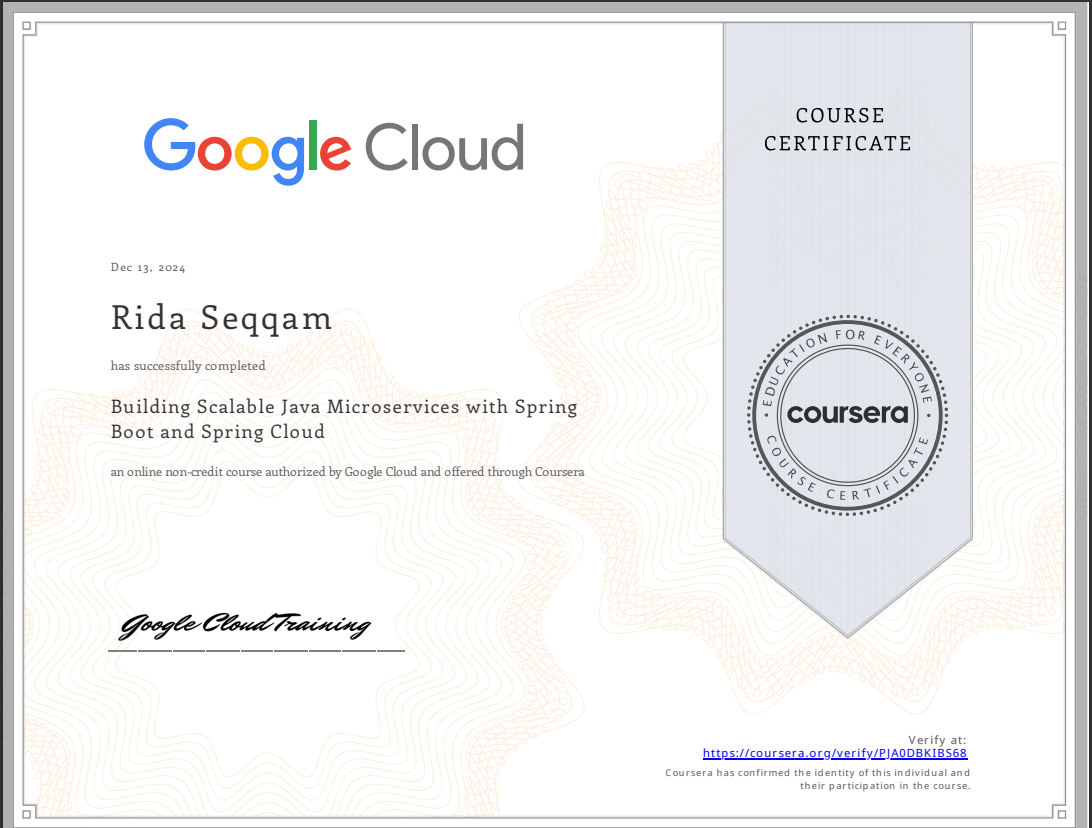 Google Cloud
COURSE
CERTIFICATE
Dec 13, 2024
Rida Seqqam
has successfully completed
Building Scalable Java Microservices with Spring
Boot and Spring Cloud
an online non-credit course authorized by Google Cloud and offered through Coursera
EDUCATION FOR EVERYONE
coursera
COURSE CERTIFICATE
Google Cloud Training
Verify at:
https://coursera.org/verify/PJA0DBKIBS68
Coursera has confirmed the identity of this individual and
their participation in the course.